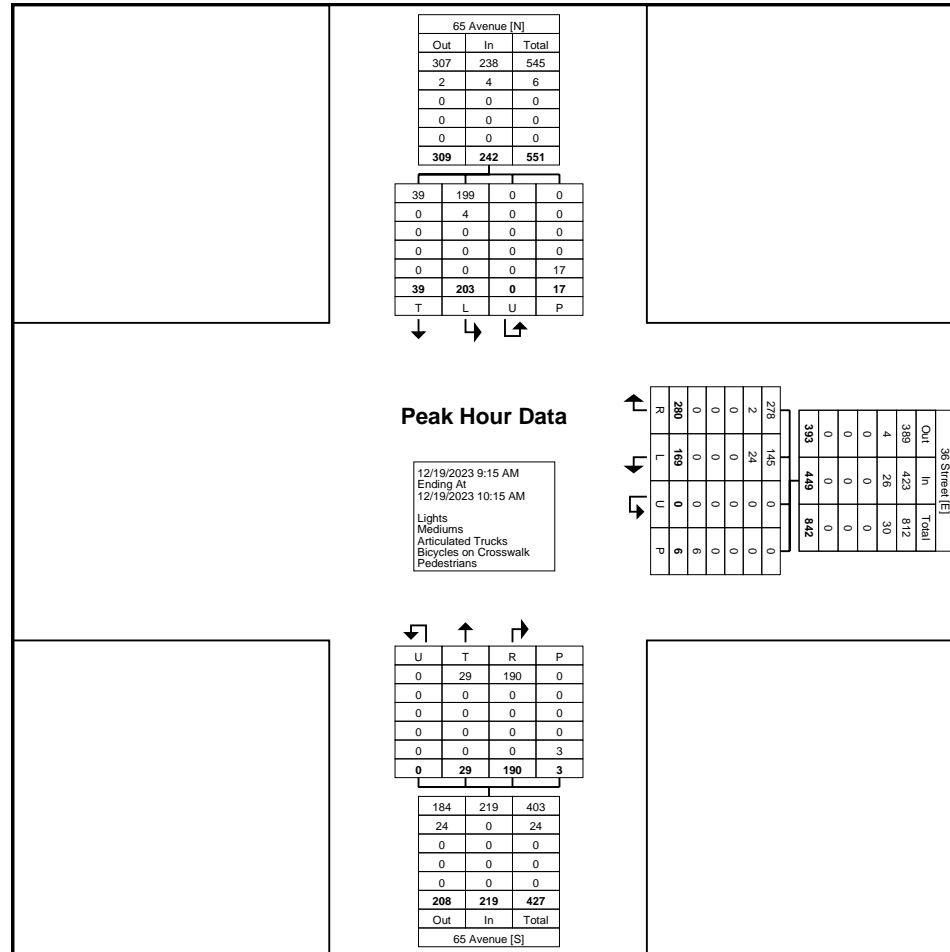 65 Avenue [N]
Out In Total
307 238 545
2 4 6
0 0 0
0 0 0
0 0 0
309 242 551
39 199 0 0
0 4 0 0
0 0 0 0
0 0 0 0
0 0 0 17
39 203 0 17
T L U P
Peak Hour Data
12/19/2023 9:15 AM
Ending At
12/19/2023 10:15 AM
Lights
Mediums
Articulated Trucks
Bicycles on Crosswalk
Pedestrians
36 Street [E]
Out In Total
389 423 812
4 26 30
0 0 0
0 0 0
0 0 0
393 449 842
278 145 0 0
2 24 0 0
0 0 0 0
0 0 0 0
0 0 0 6
280 169 0 6
R L U P
U T R P
0 29 190 0
0 0 0 0
0 0 0 0
0 0 0 0
0 0 0 3
0 29 190 3
184 219 403
24 0 24
0 0 0
0 0 0
0 0 0
208 219 427
Out In Total
65 Avenue [S]